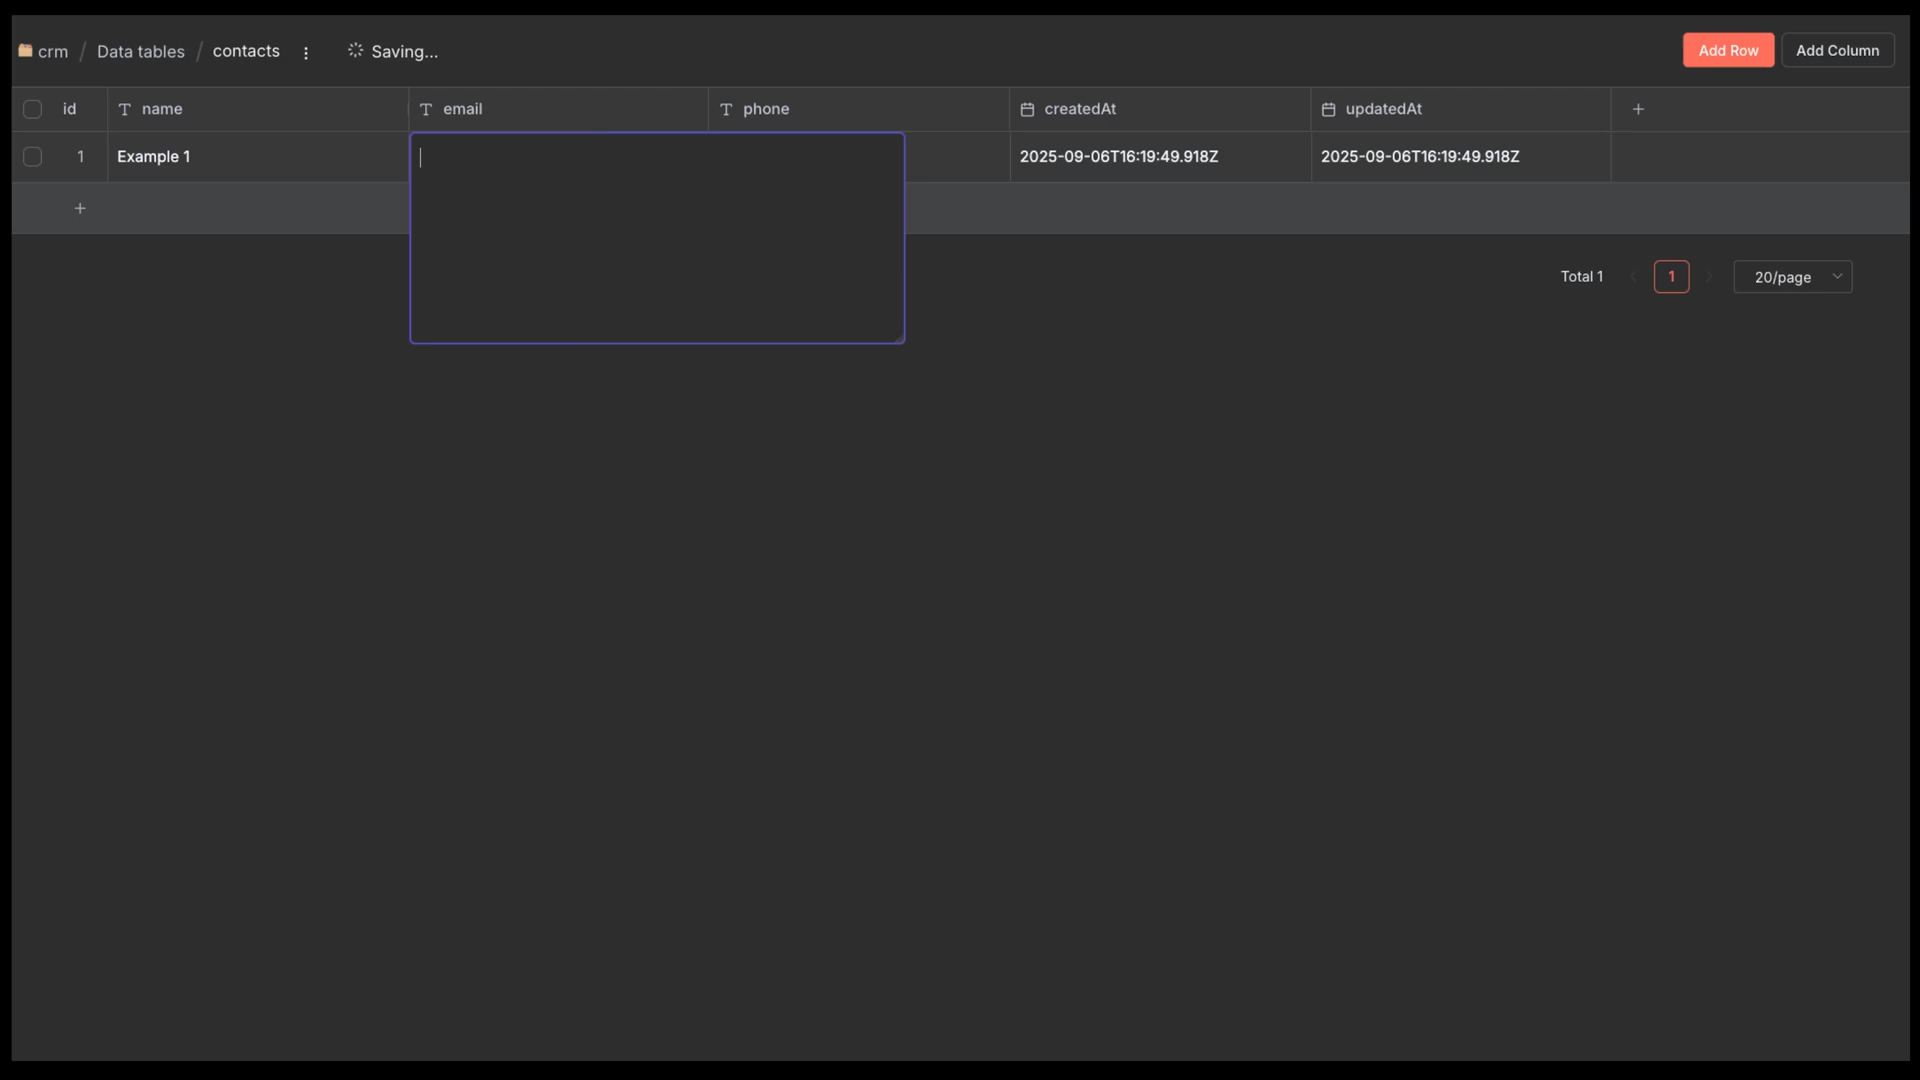 crm / Data tables / contacts Saving... Add Row Add Column
id name email phone createdAt updatedAt +
1 Example 1 2025-09-06T16:19:49.918Z 2025-09-06T16:19:49.918Z
+
Total 1 1 20/page